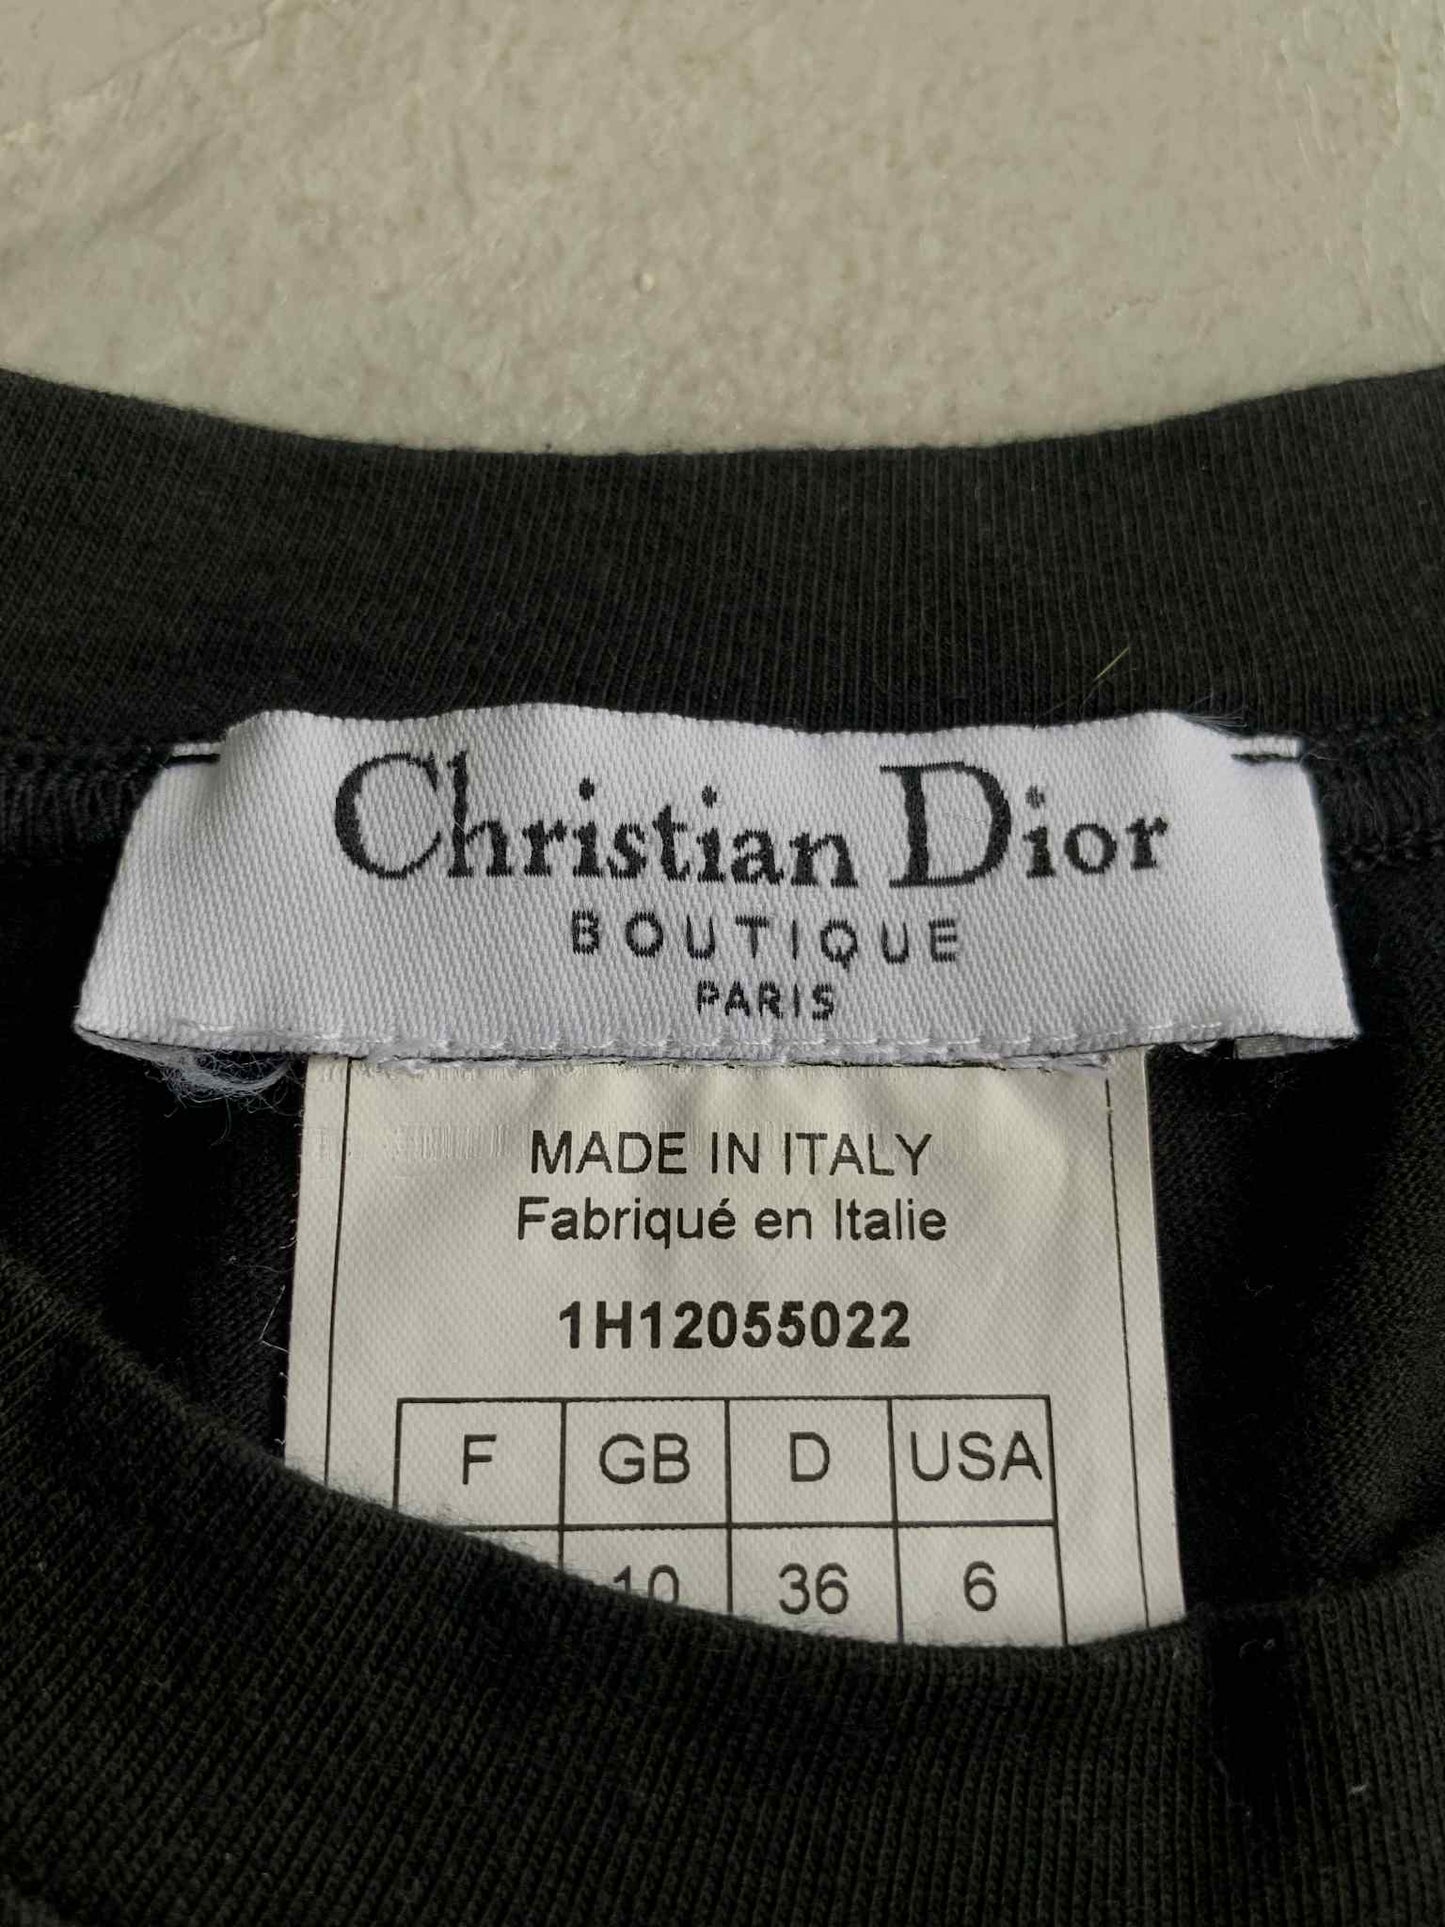 Christian Dior
BOUTIQUE
PARIS
MADE IN ITALY
Fabriqué en Italie
1H12055022
F GB D USA
10 36 6